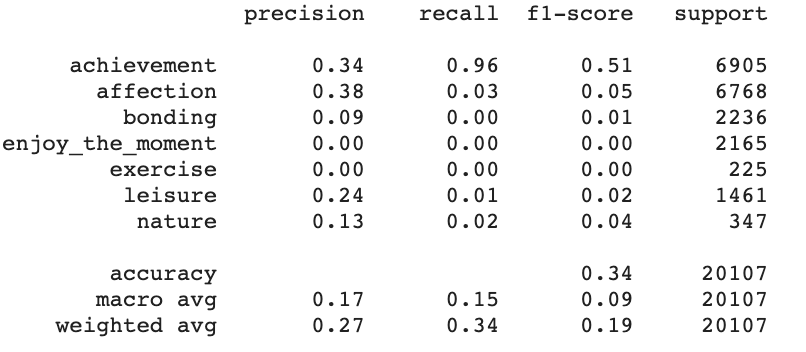 precision recall f1-score support
achievement 0.34 0.96 0.51 6905
affection 0.38 0.03 0.05 6768
bonding 0.09 0.00 0.01 2236
enjoy_the_moment 0.00 0.00 0.00 2165
exercise 0.00 0.00 0.00 225
leisure 0.24 0.01 0.02 1461
nature 0.13 0.02 0.04 347
accuracy 0.34 20107
macro avg 0.17 0.15 0.09 20107
weighted avg 0.27 0.34 0.19 20107